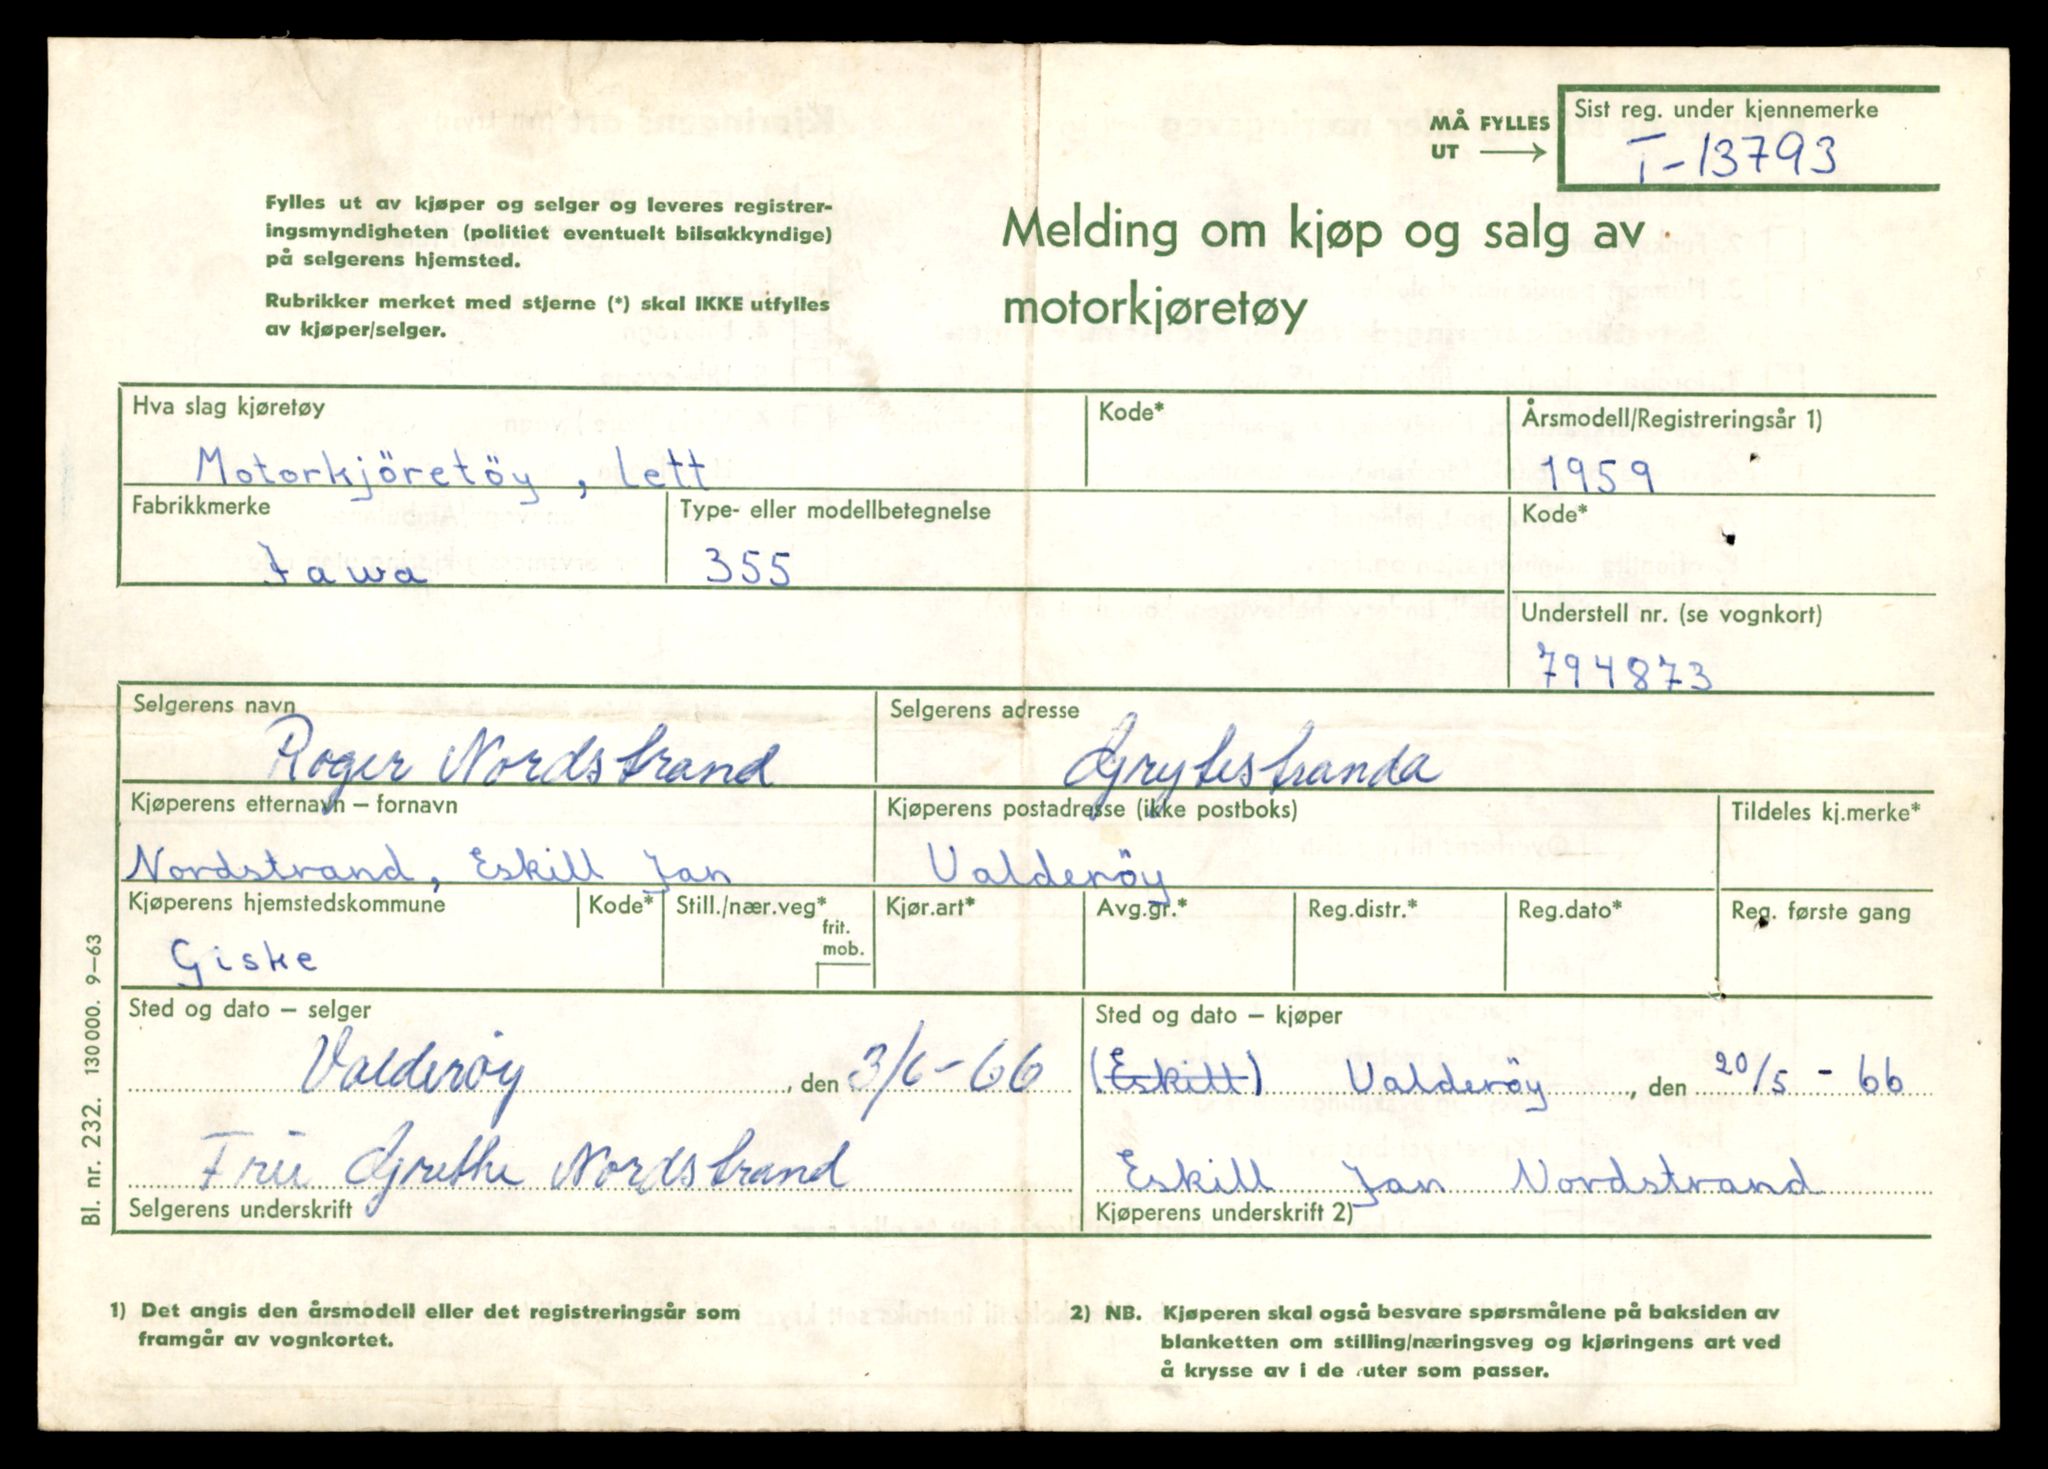 MÅ FYLLES
UT
Sist reg. under kjennemerke
T-13793
Fylles ut av kjøper og selger og leveres registrer-
ingsmyndigheten (politiet eventuelt bilsakkyndige)
på selgerens hjemsted.
Rubrikker merket med stjerne (*) skal IKKE utfylles
av kjøper/selger.
Melding om kjøp og salg av
motorkjøretøy
Hva slag kjøretøy
Motorkjöretöy, lett
Kode*
Årsmodell/Registreringsår 1)
1959
Fabrikkmerke
Jawa
Type- eller modellbetegnelse
355
Kode*
Understell nr. (se vognkort)
794873
Selgerens navn
Roger Nordstrand
Selgerens adresse
Grytestranda
Kjøperens etternavn – fornavn
Nordstrand, Eskill Jan
Kjøperens postadresse (ikke postboks)
Valderöy
Tildeles kj.merke*
Kjøperens hjemstedskommune
Giske
Kode*
Still./nær.veg*
frit.
mob.
Kjør.art*
Avg.gr.*
Reg.distr.*
Reg.dato*
Reg. første gang
Sted og dato – selger
Valderöy, den 3/6-66
Fru Grethe Nordstrand
Selgerens underskrift
Sted og dato – kjøper
(Eskill) Valderöy, den 20/5 - 66
Eskill Jan Nordstrand
Kjøperens underskrift 2)
Bl. nr. 232. 130 000. 9–63
1) Det angis den årsmodell eller det registreringsår som
framgår av vognkortet.
2) NB. Kjøperen skal også besvare spørsmålene på baksiden av
blanketten om stilling/næringsveg og kjøringens art ved
å krysse av i de ruter som passer.